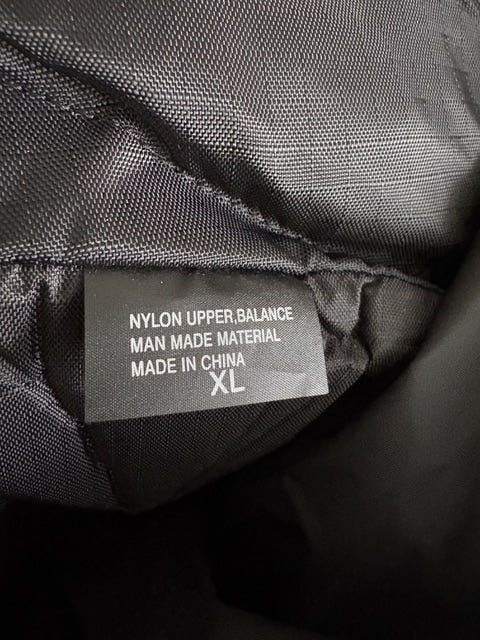 NYLON UPPER,BALANCE
MAN MADE MATERIAL
MADE IN CHINA
XL